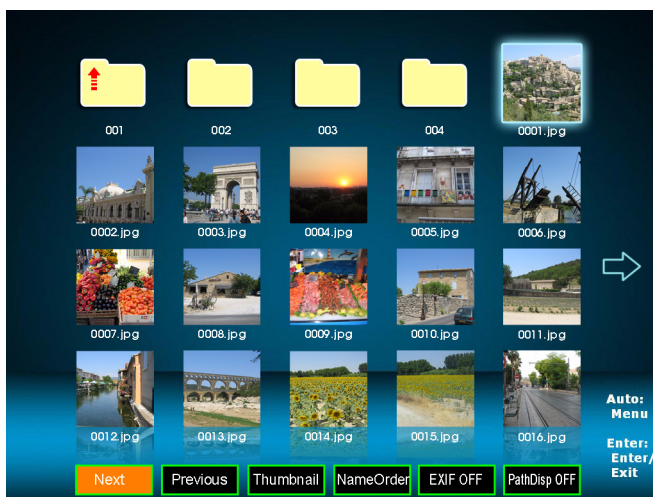 001
002
003
004
0001.jpg
0002.jpg
0003.jpg
0004.jpg
0005.jpg
0006.jpg
0007.jpg
0008.jpg
0009.jpg
0010.jpg
0011.jpg
0012.jpg
0013.jpg
0014.jpg
0015.jpg
0016.jpg
Auto:
Menu
Enter:
Enter/
Exit
Next
Previous
Thumbnail
NameOrder
EXIF OFF
PathDisp OFF